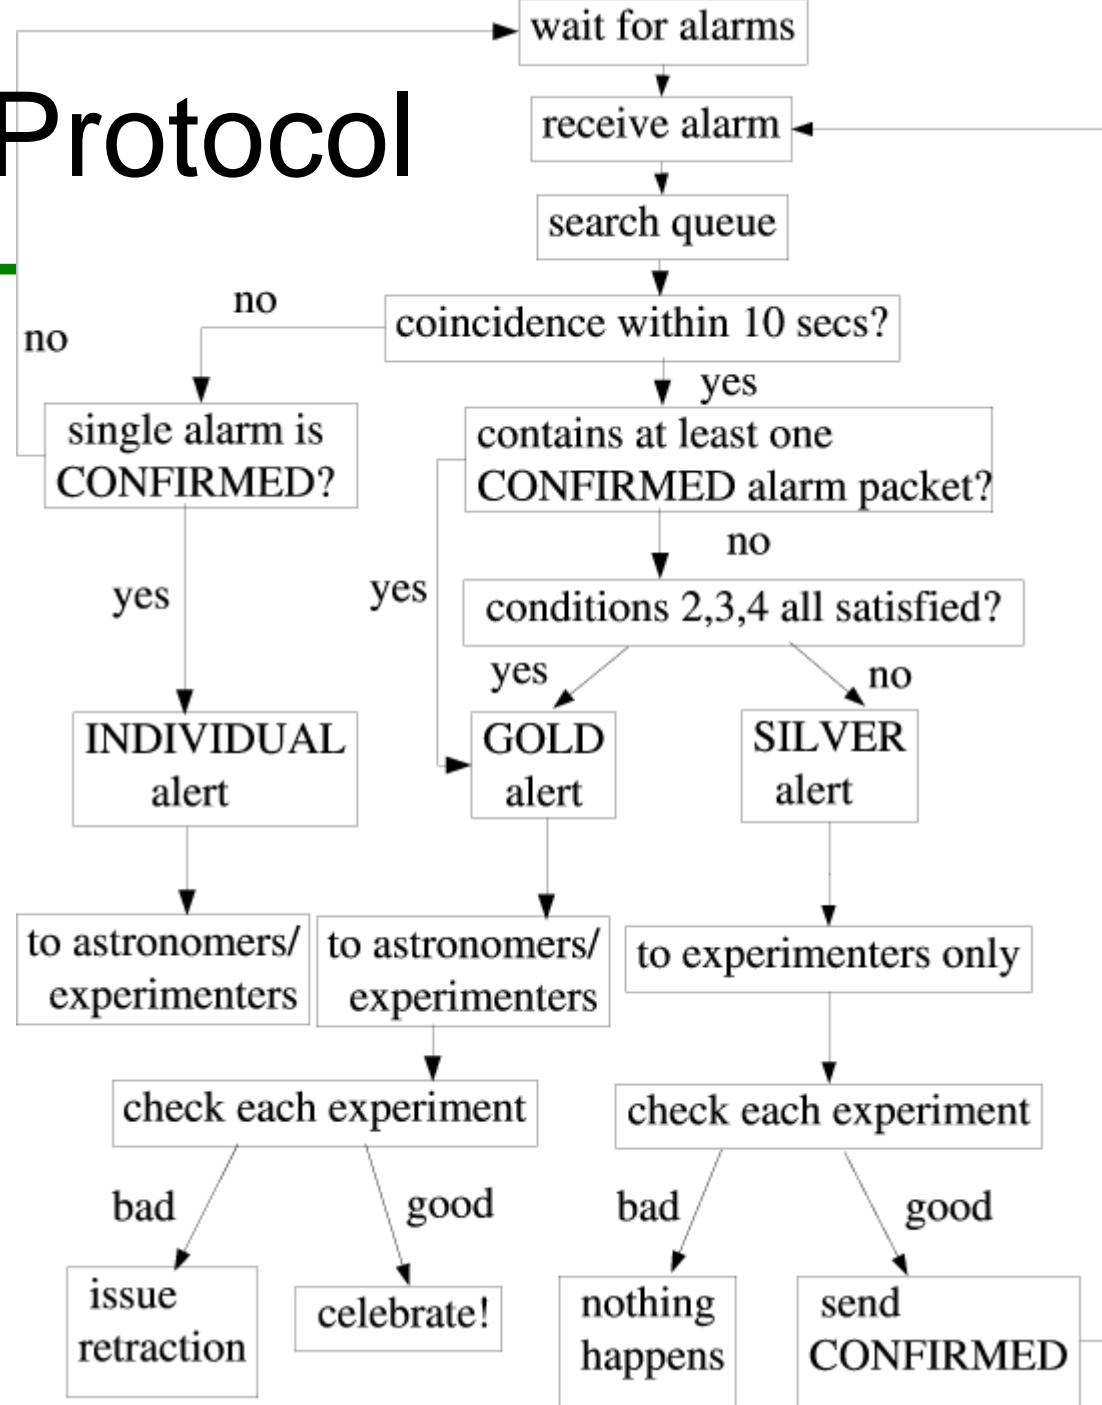 wait for alarms
Protocol
receive alarm
search queue
no
coincidence within 10 secs?
no
yes
single alarm is
CONFIRMED?
contains at least one
CONFIRMED alarm packet?
no
yes
yes
conditions 2,3,4 all satisfied?
yes
no
INDIVIDUAL
alert
GOLD
alert
SILVER
alert
to astronomers/
experimenters
to astronomers/
experimenters
to experimenters only
check each experiment
check each experiment
bad
good
bad
good
issue
retraction
celebrate!
nothing
happens
send
CONFIRMED